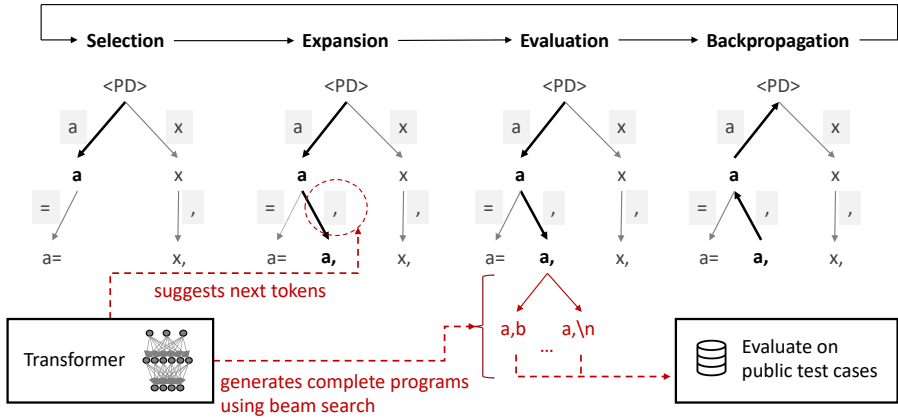 Selection Expansion Evaluation Backpropagation
<PD> <PD> <PD> <PD>
a x a x a x a x
a x a x a x a x
= , = , , = , , = ,
a= x, a= a, x, a= a, x, a= a, x,
suggests next tokens
a,b a,\n
...
Transformer
generates complete programs
using beam search
Evaluate on
public test cases